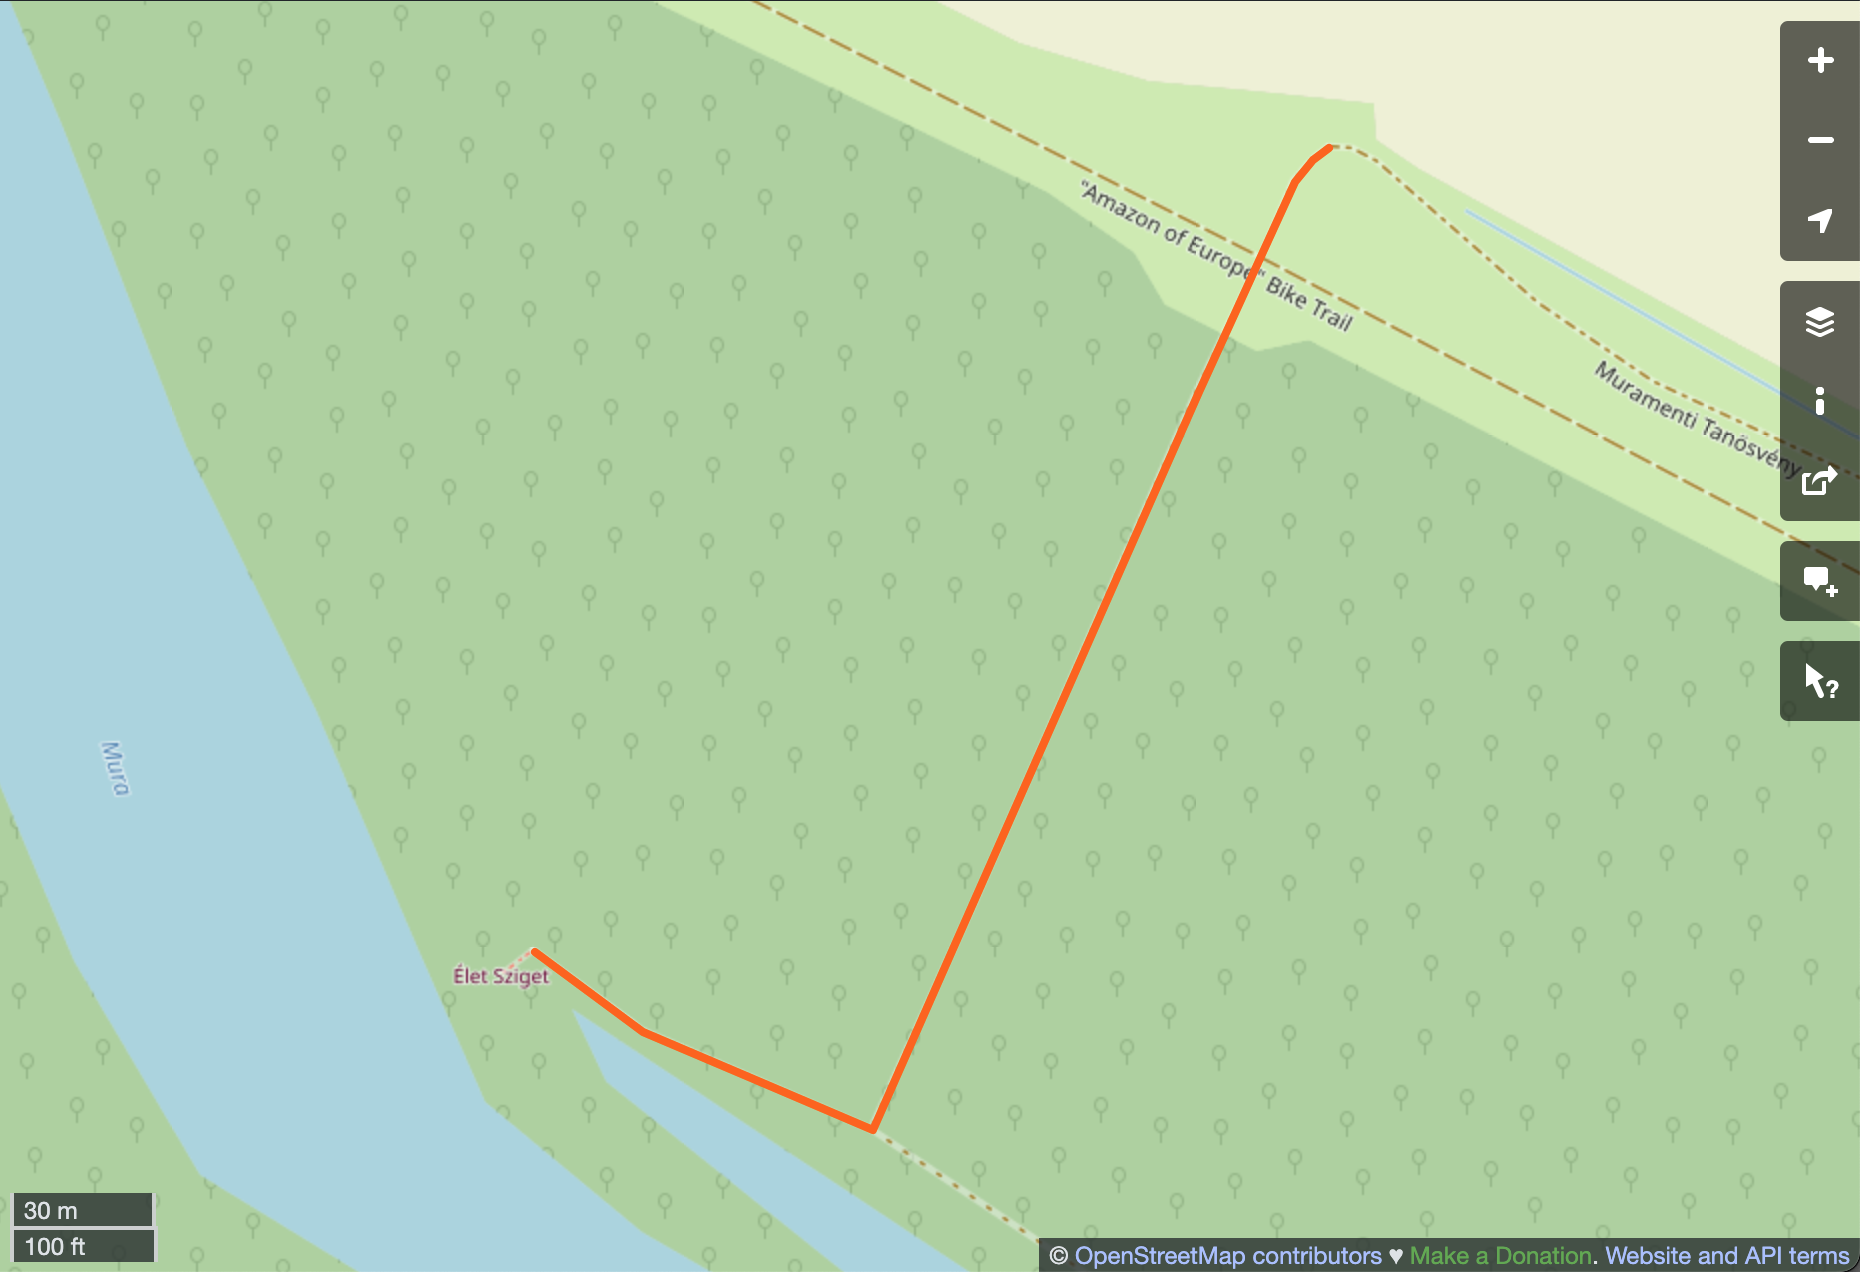 “Amazon of Europe“ Bike Trail
Muramenti Tanösvény
Mura
Élet Sziget
30 m
100 ft
© OpenStreetMap contributors ♥ Make a Donation. Website and API terms